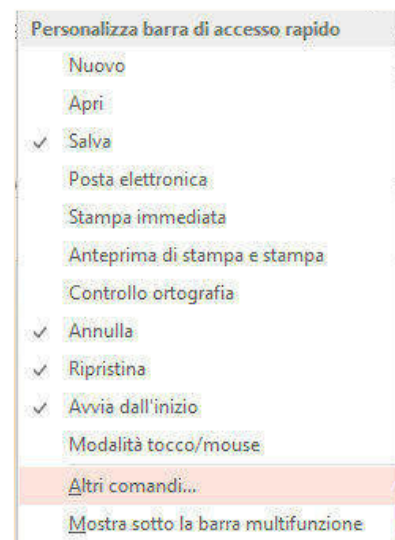 Personalizza barra di accesso rapido
Nuovo
Apri
Salva
Posta elettronica
Stampa immediata
Anteprima di stampa e stampa
Controllo ortografia
Annulla
Ripristina
Avvia dall'inizio
Modalità tocco/mouse
Altri comandi...
Mostra sotto la barra multifunzione